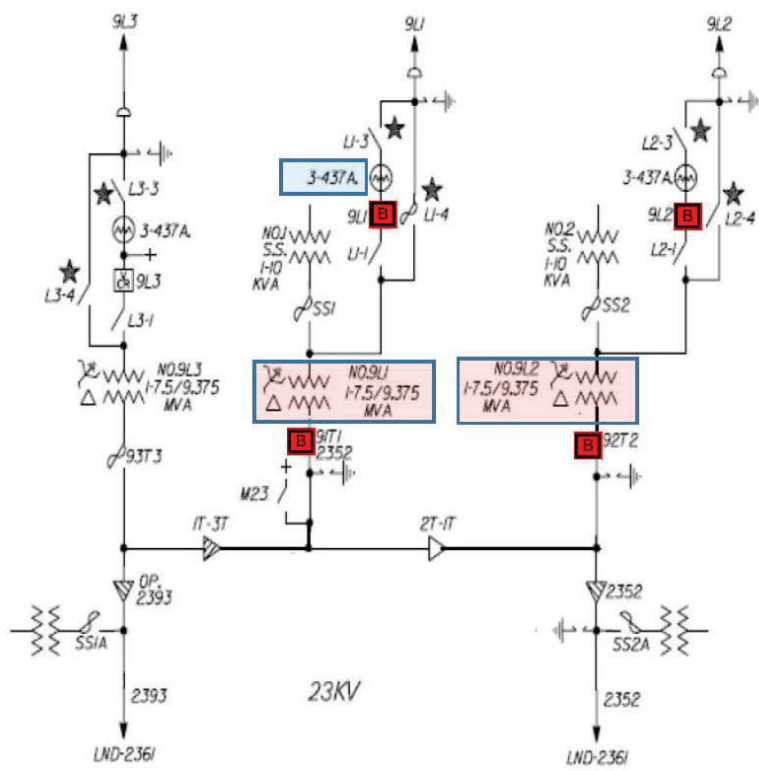 9L3
9L1
9L2
L1-3
L2-3
3-437A.
3-437A.
L3-3
9L1
B
L1-4
9L2
B
L2-4
3-437A.
NO.1
S.S.
1-10
KVA
L1-1
NO.2
S.S.
1-10
KVA
L2-1
L3-4
V
CR
9L3
SS1
SS2
L3-1
NO.9L3
1-7.5/9.375
MVA
NO.9L1
1-7.5/9.375
MVA
NO.9L2
1-7.5/9.375
MVA
B
91T1
2352
B
92T2
93T3
M23
1T-3T
2T-1T
OP.
2393
2352
SS1A
SS2A
2393
23KV
2352
LND-2361
LND-2361